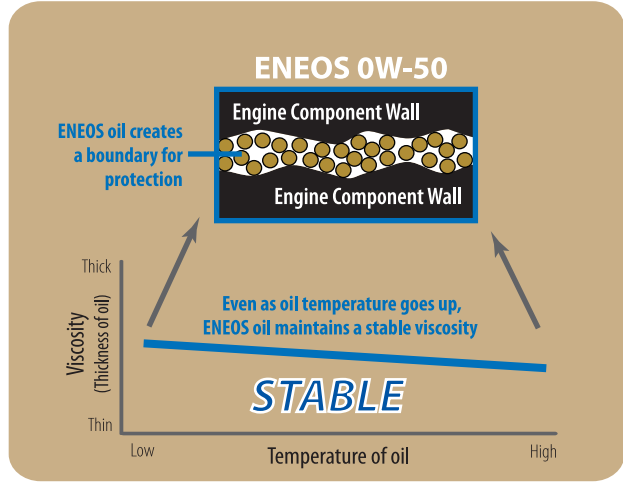 ENEOS 0W-50
Engine Component Wall
ENEOS oil creates
a boundary for
protection
Engine Component Wall
Thick
Viscosity
(Thickness of oil)
Even as oil temperature goes up,
ENEOS oil maintains a stable viscosity
STABLE
Thin
Low
Temperature of oil
High